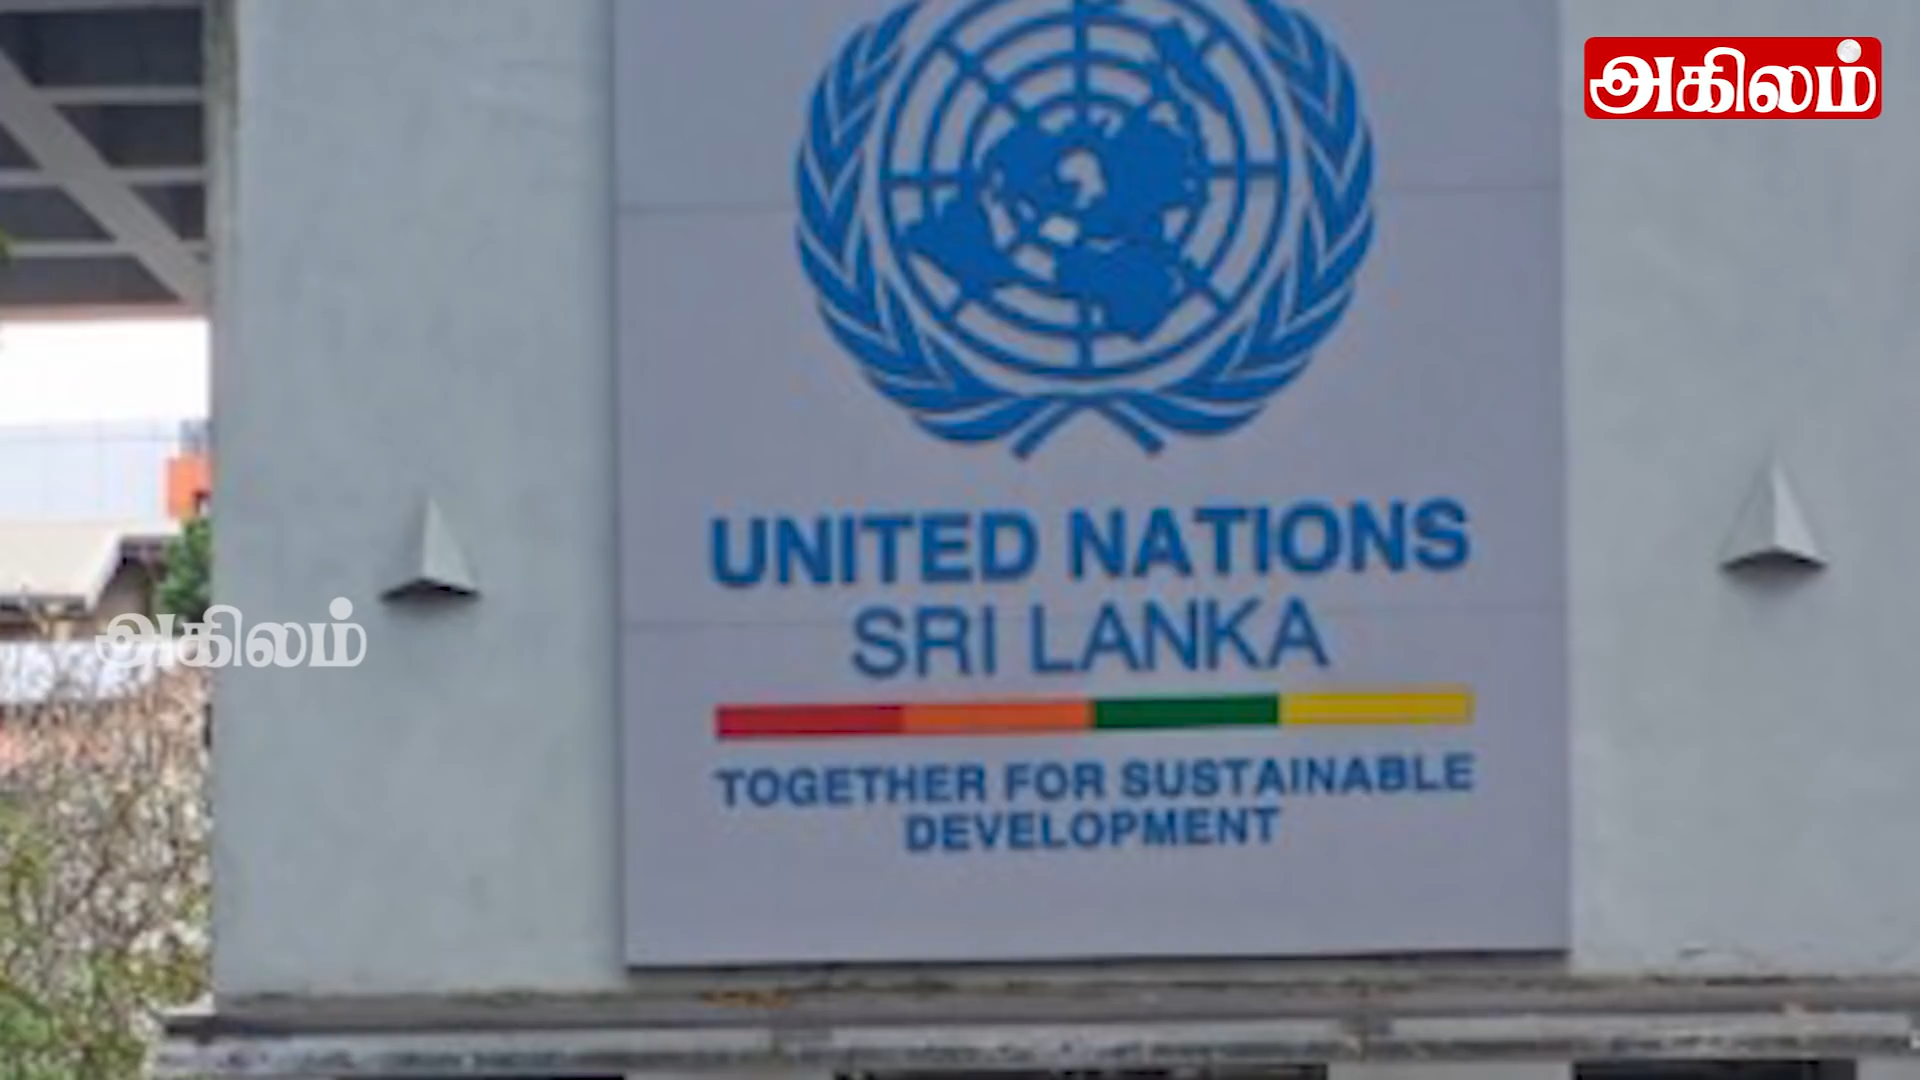 அகிலம்
UNITED NATIONS
SRI LANKA
அகிலம்
TOGETHER FOR SUSTAINABLE
DEVELOPMENT